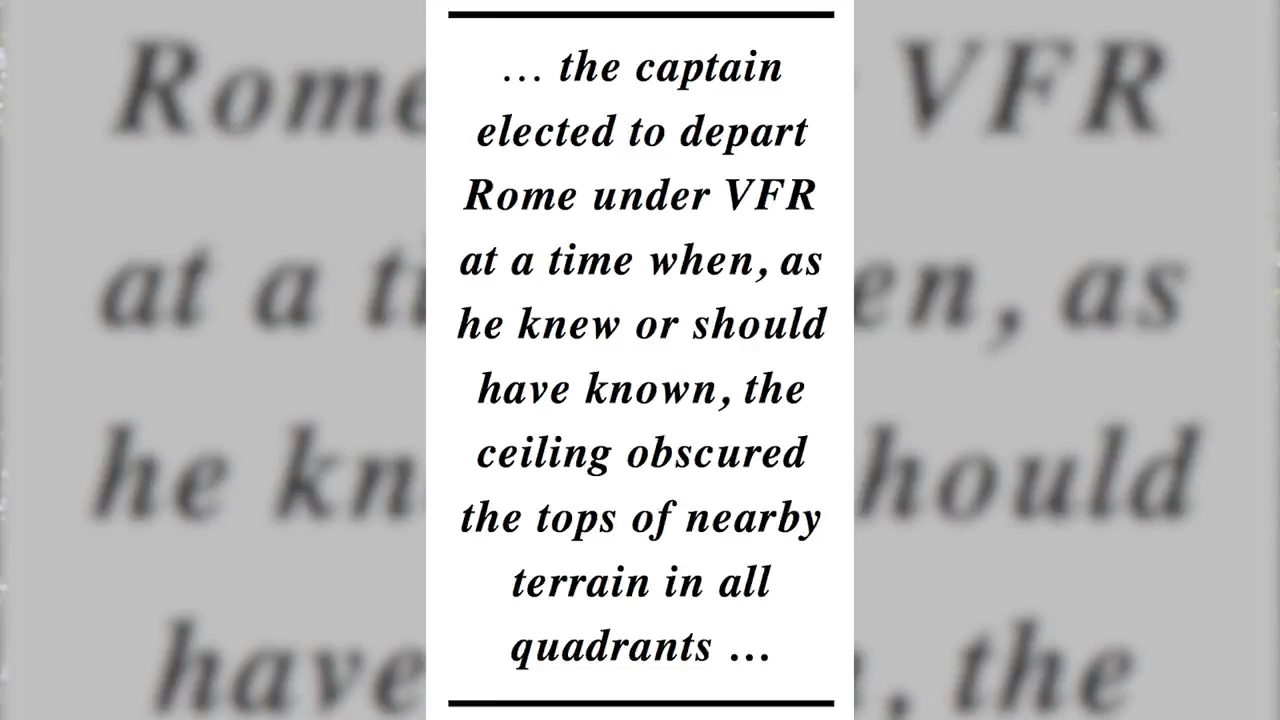 ... the captain
elected to depart
Rome under VFR
at a time when, as
he knew or should
have known, the
ceiling obscured
the tops of nearby
terrain in all
quadrants ...